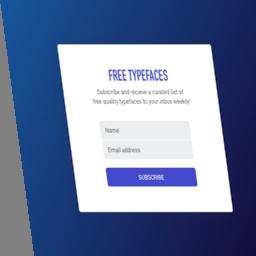 FREE TYPEFACES
Subscribe and recieve a curated list of
free quality typefaces to your inbox weekly!
Name
Email address
SUBSCRIBE